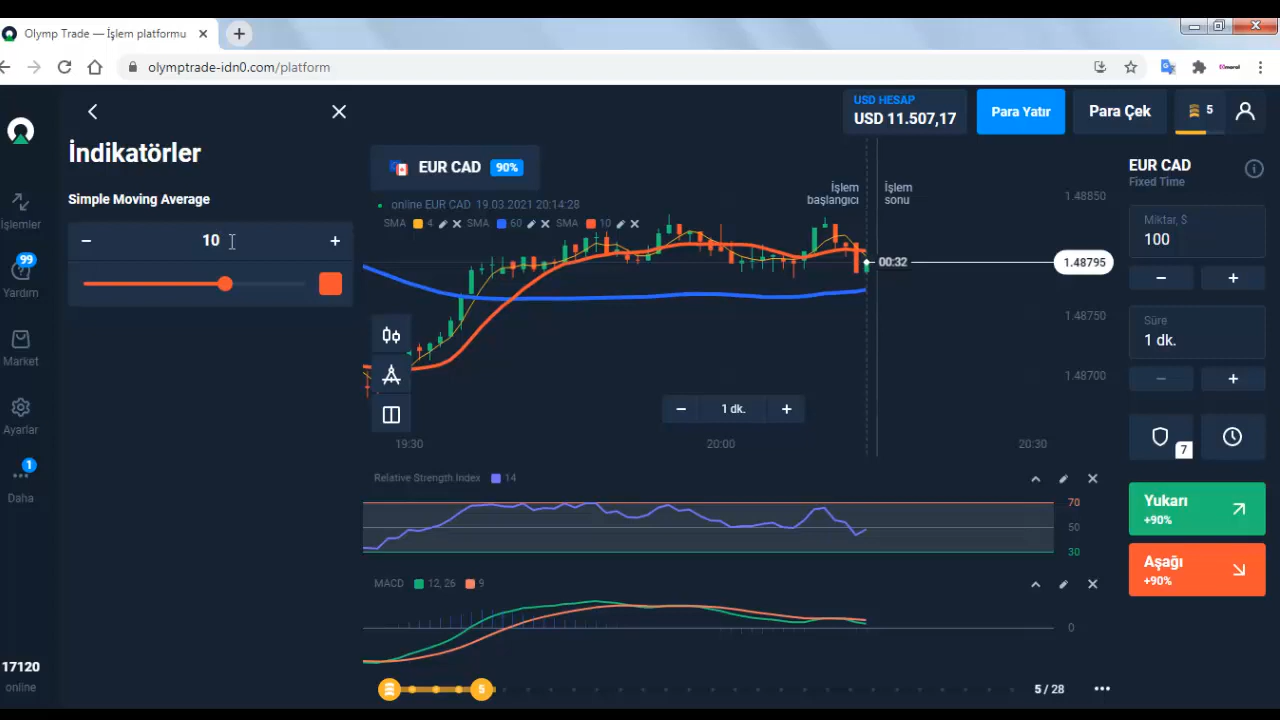 Olymp Trade — İşlem platformu
olymptrade-idn0.com/platform
USD HESAP
USD 11.507,17
Para Yatır
Para Çek
5
İndikatörler
Simple Moving Average
10
İşlemler
99
Yardım
Market
Ayarlar
1
Daha
17120
online
EUR CAD 90%
online EUR CAD 19.03.2021 20:14:28
SMA 4 SMA 60 SMA 10
İşlem
başlangıcı
İşlem
sonu
00:32
1.48850
1.48795
1.48750
1.48700
1 dk.
19:30 20:00 20:30
Relative Strength Index 14
70
50
30
MACD 12, 26 9
0
5
5 / 28
EUR CAD
Fixed Time
Miktar, $
100
Süre
1 dk.
7
Yukarı
+90%
Aşağı
+90%